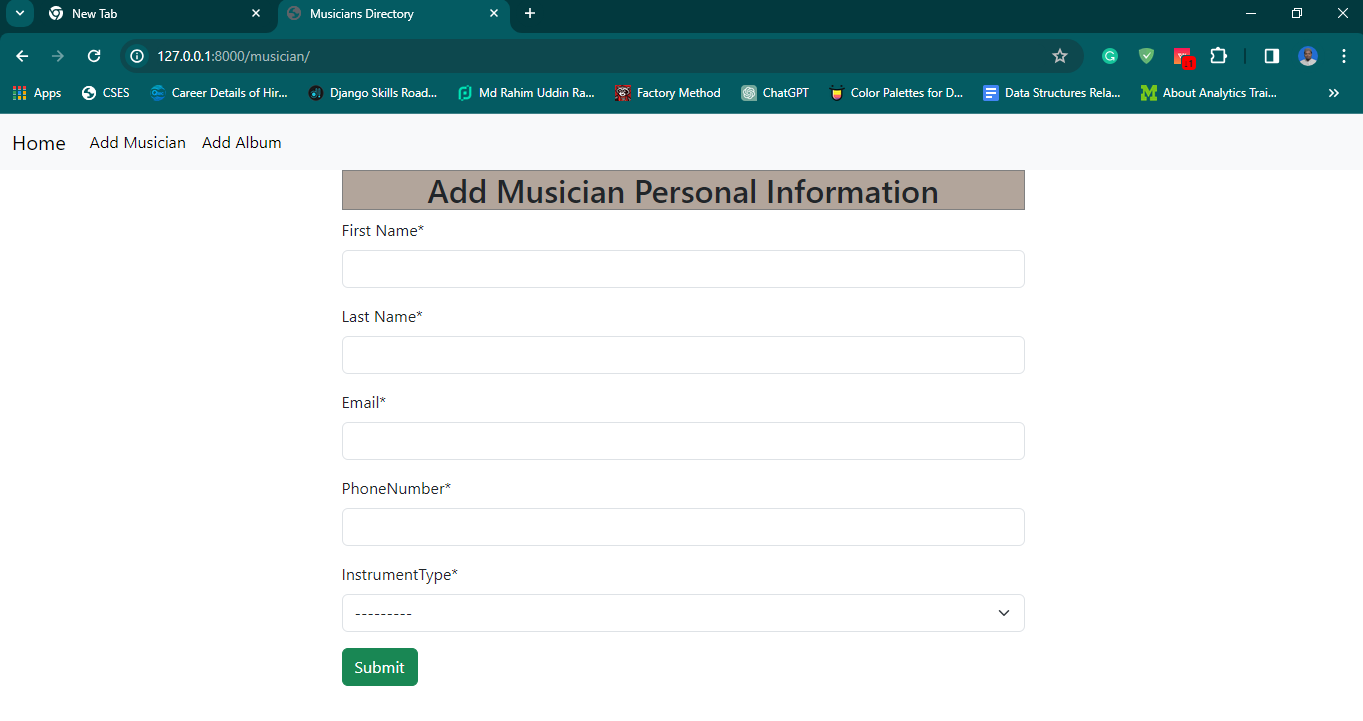 New Tab
Musicians Directory
127.0.0.1:8000/musician/
Apps
CSES
Career Details of Hir...
Django Skills Road...
Md Rahim Uddin Ra...
Factory Method
ChatGPT
Color Palettes for D...
Data Structures Rela...
About Analytics Trai...
Home Add Musician Add Album
Add Musician Personal Information
First Name*
Last Name*
Email*
PhoneNumber*
InstrumentType*
---------
Submit